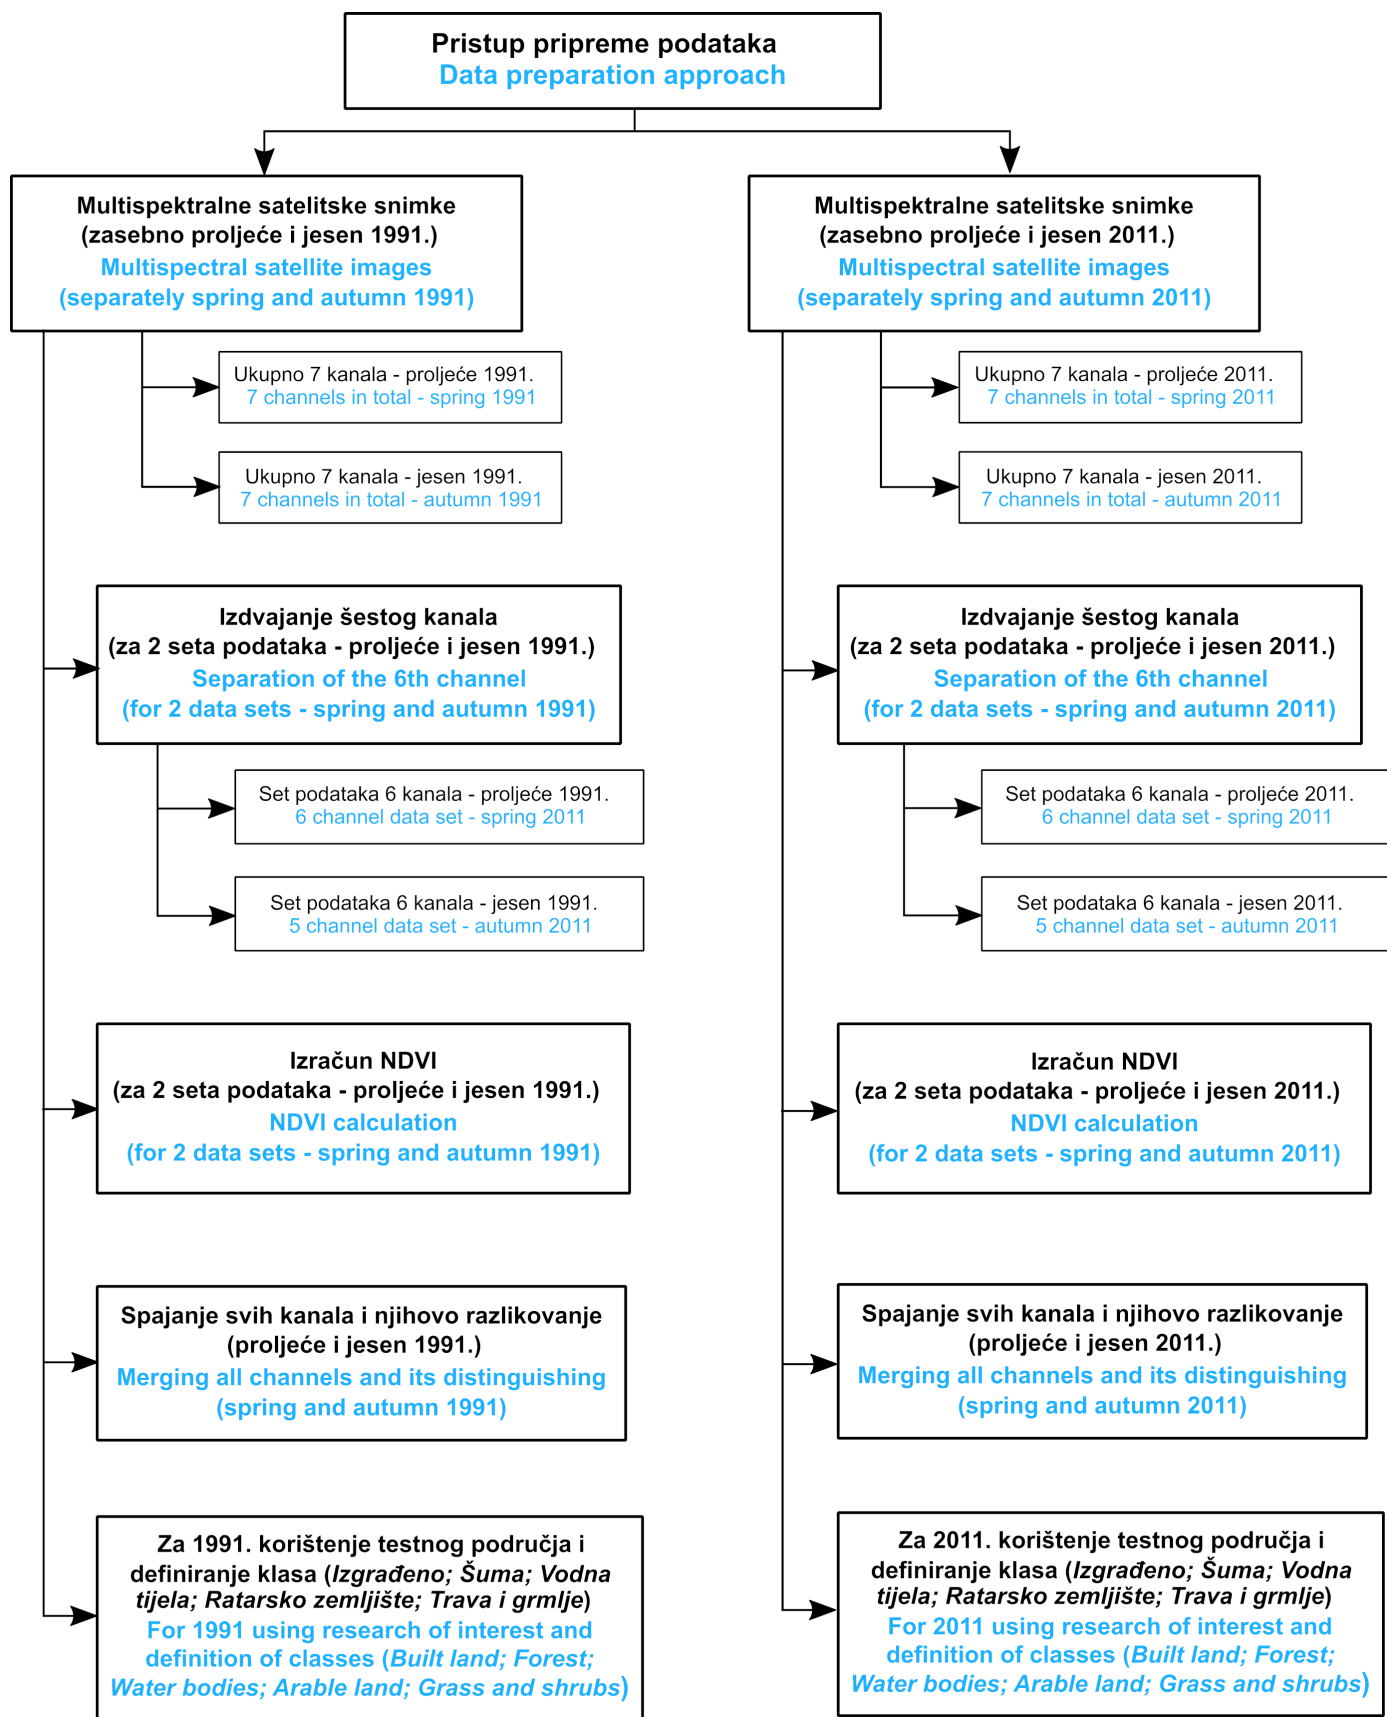 Pristup pripreme podataka
Data preparation approach
Multispektralne satelitske snimke
(zasebno proljeće i jesen 1991.)
Multispectral satellite images
(separately spring and autumn 1991)
Ukupno 7 kanala - proljeće 1991.
7 channels in total - spring 1991
Ukupno 7 kanala - jesen 1991.
7 channels in total - autumn 1991
Izdvajanje šestog kanala
(za 2 seta podataka - proljeće i jesen 1991.)
Separation of the 6th channel
(for 2 data sets - spring and autumn 1991)
Set podataka 6 kanala - proljeće 1991.
6 channel data set - spring 2011
Set podataka 6 kanala - jesen 1991.
5 channel data set - autumn 2011
Izračun NDVI
(za 2 seta podataka - proljeće i jesen 1991.)
NDVI calculation
(for 2 data sets - spring and autumn 1991)
Spajanje svih kanala i njihovo razlikovanje
(proljeće i jesen 1991.)
Merging all channels and its distinguishing
(spring and autumn 1991)
Za 1991. korištenje testnog područja i
definiranje klasa (Izgrađeno; Šuma; Vodna
tijela; Ratarsko zemljište; Trava i grmlje)
For 1991 using research of interest and
definition of classes (Built land; Forest;
Water bodies; Arable land; Grass and shrubs)
Multispektralne satelitske snimke
(zasebno proljeće i jesen 2011.)
Multispectral satellite images
(separately spring and autumn 2011)
Ukupno 7 kanala - proljeće 2011.
7 channels in total - spring 2011
Ukupno 7 kanala - jesen 2011.
7 channels in total - autumn 2011
Izdvajanje šestog kanala
(za 2 seta podataka - proljeće i jesen 2011.)
Separation of the 6th channel
(for 2 data sets - spring and autumn 2011)
Set podataka 6 kanala - proljeće 2011.
6 channel data set - spring 2011
Set podataka 6 kanala - jesen 2011.
5 channel data set - autumn 2011
Izračun NDVI
(za 2 seta podataka - proljeće i jesen 2011.)
NDVI calculation
(for 2 data sets - spring and autumn 2011)
Spajanje svih kanala i njihovo razlikovanje
(proljeće i jesen 2011.)
Merging all channels and its distinguishing
(spring and autumn 2011)
Za 2011. korištenje testnog područja i
definiranje klasa (Izgrađeno; Šuma; Vodna
tijela; Ratarsko zemljište; Trava i grmlje)
For 2011 using research of interest and
definition of classes (Built land; Forest;
Water bodies; Arable land; Grass and shrubs)